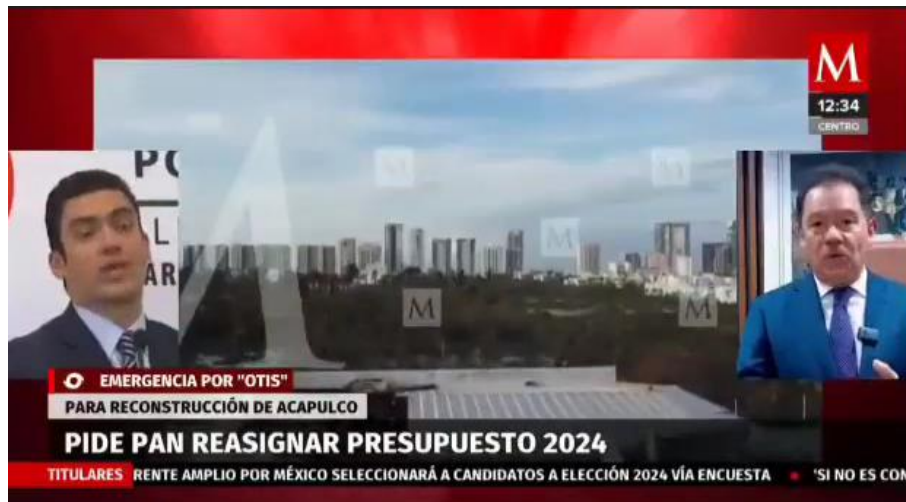 M
12:34
CENTRO
EMERGENCIA POR "OTIS"
PARA RECONSTRUCCIÓN DE ACAPULCO
PIDE PAN REASIGNAR PRESUPUESTO 2024
TITULARES RENTE AMPLIO POR MÉXICO SELECCIONARÁ A CANDIDATOS A ELECCIÓN 2024 VÍA ENCUESTA • 'SI NO ES CON